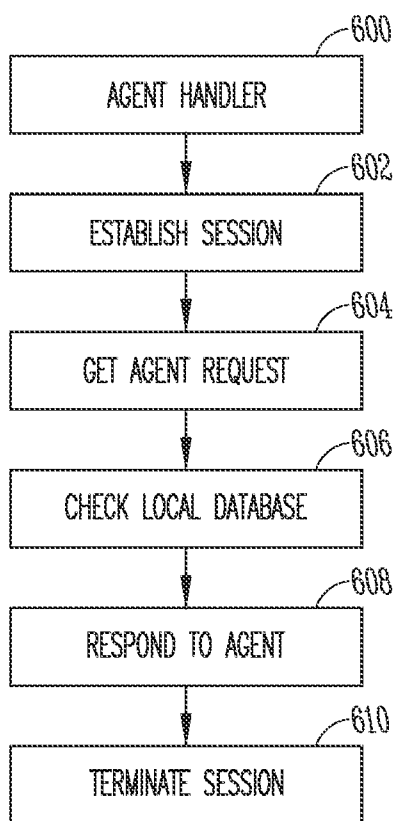 600
AGENT HANDLER
602
ESTABLISH SESSION
604
GET AGENT REQUEST
606
CHECK LOCAL DATABASE
608
RESPOND TO AGENT
610
TERMINATE SESSION